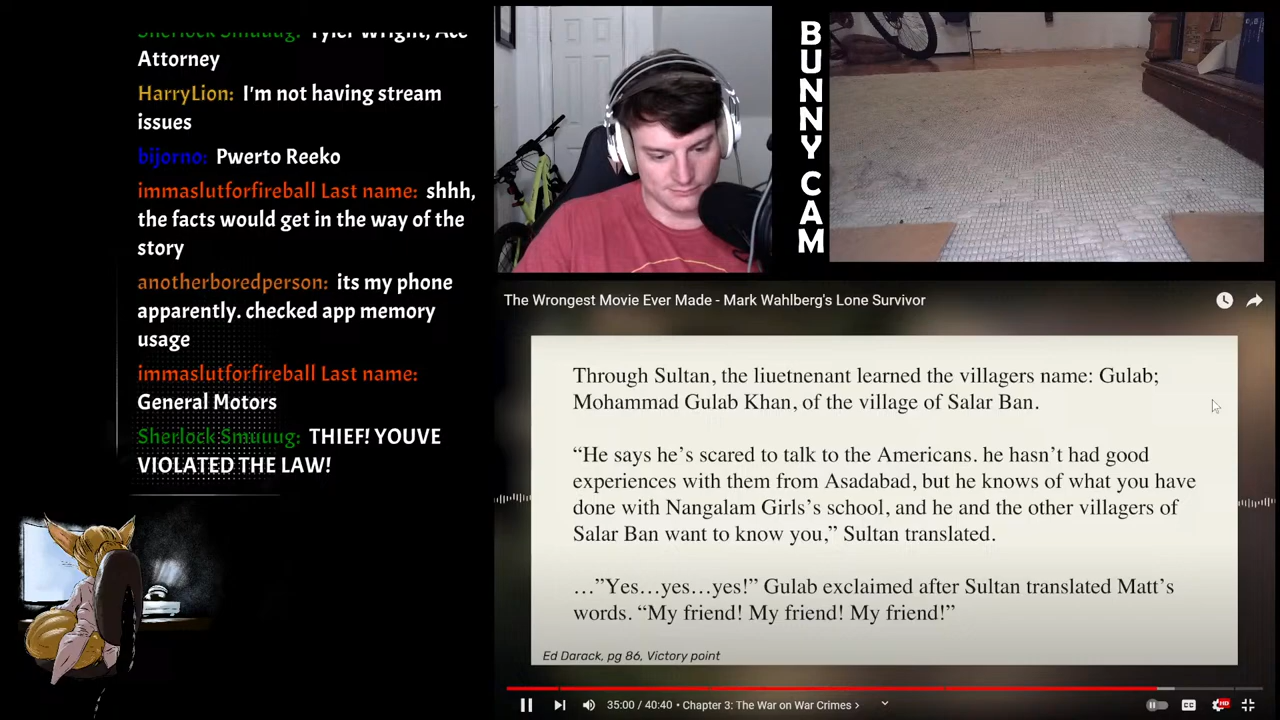 Sherlock Smuuug: Tyler Wright, Ace
Attorney
HarryLion: I'm not having stream
issues
bijorno: Pwerto Reeko
immaslutforfireball Last name: shhh,
the facts would get in the way of the
story
anotherboredperson: its my phone
apparently. checked app memory
usage
immaslutforfireball Last name:
General Motors
Sherlock Smuuug: THIEF! YOUVE
VIOLATED THE LAW!
BUNNY CAM
The Wrongest Movie Ever Made - Mark Wahlberg's Lone Survivor
Through Sultan, the liuetnenant learned the villagers name: Gulab;
Mohammad Gulab Khan, of the village of Salar Ban.
“He says he’s scared to talk to the Americans. he hasn’t had good
experiences with them from Asadabad, but he knows of what you have
done with Nangalam Girls’s school, and he and the other villagers of
Salar Ban want to know you,” Sultan translated.
…”Yes…yes…yes!” Gulab exclaimed after Sultan translated Matt’s
words. “My friend! My friend! My friend!”
Ed Darack, pg 86, Victory point
35:00 / 40:40 • Chapter 3: The War on War Crimes ›
CC
HD